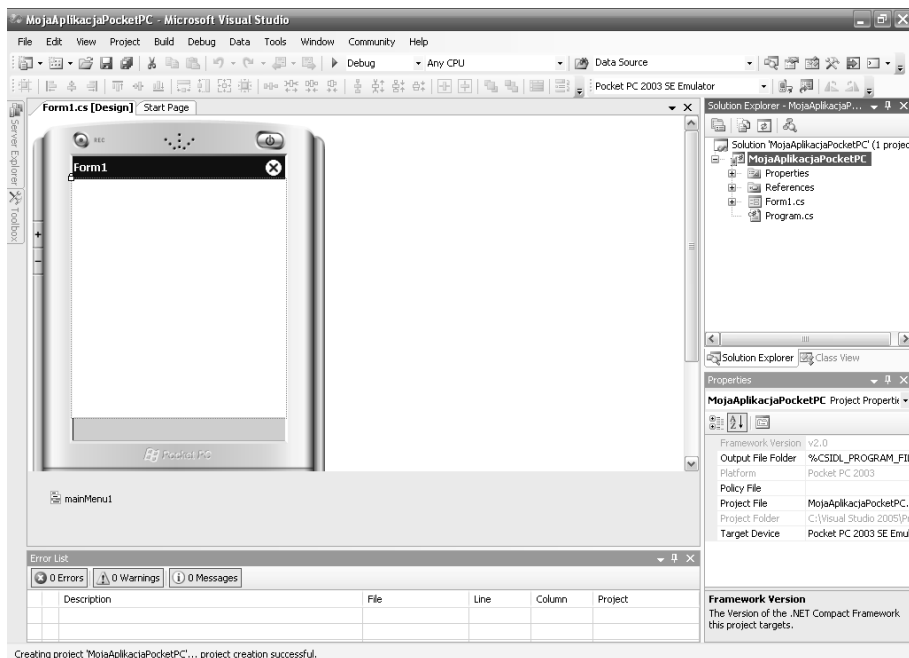 MojaAplikacjaPocketPC - Microsoft Visual Studio
File Edit View Project Build Debug Data Tools Window Community Help
Debug Any CPU Data Source
Pocket PC 2003 SE Emulator
Server Explorer
Toolbox
Form1.cs [Design] Start Page
REC
Form1
Pocket PC
mainMenu1
Error List
0 Errors 0 Warnings 0 Messages
Description File Line Column Project
Solution Explorer - MojaAplikacjaP...
Solution 'MojaAplikacjaPocketPC' (1 projec
MojaAplikacjaPocketPC
Properties
References
Form1.cs
Program.cs
Solution Explorer Class View
Properties
MojaAplikacjaPocketPC Project Properti
Framework Version v2.0
Output File Folder %CSIDL_PROGRAM_FI
Platform Pocket PC 2003
Policy File
Project File MojaAplikacjaPocketPC.
Project Folder C:\Visual Studio 2005\P
Target Device Pocket PC 2003 SE Emul
Framework Version
The Version of the .NET Compact Framework
this project targets.
Creating project 'MojaAplikacjaPocketPC'... project creation successful.